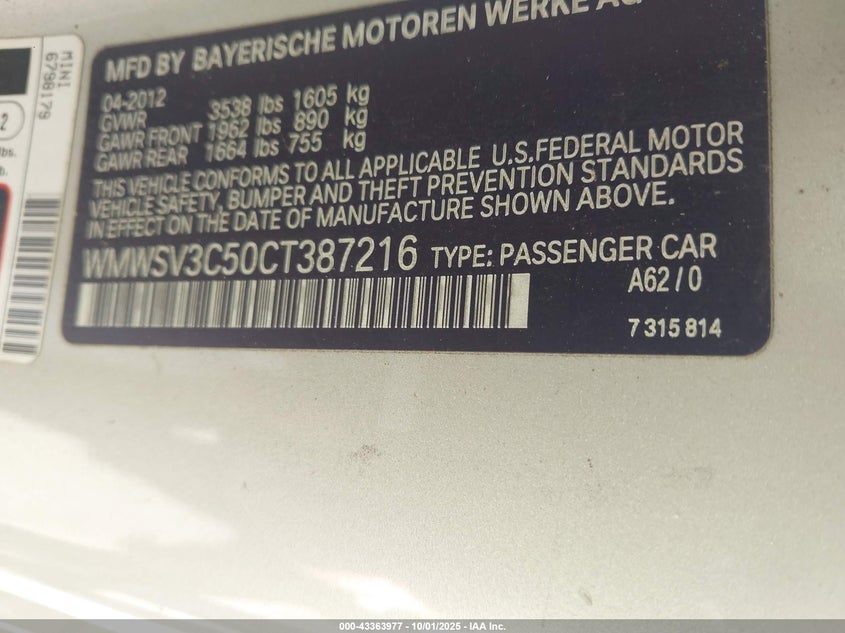 MINI
6798179
2
lbs.
b.
MFD BY BAYERISCHE MOTOREN WERKE AG
04-2012
GVWR 3538 lbs 1605 kg
GAWR FRONT 1962 lbs 890 kg
GAWR REAR 1664 lbs 755 kg
THIS VEHICLE CONFORMS TO ALL APPLICABLE U.S.FEDERAL MOTOR
VEHICLE SAFETY, BUMPER AND THEFT PREVENTION STANDARDS
IN EFFECT ON THE DATE OF MANUFACTURE SHOWN ABOVE.
WMWSV3C50CT387216 TYPE: PASSENGER CAR
A62/0
7 315 814
000-43363977 - 10/01/2025 - IAA Inc.